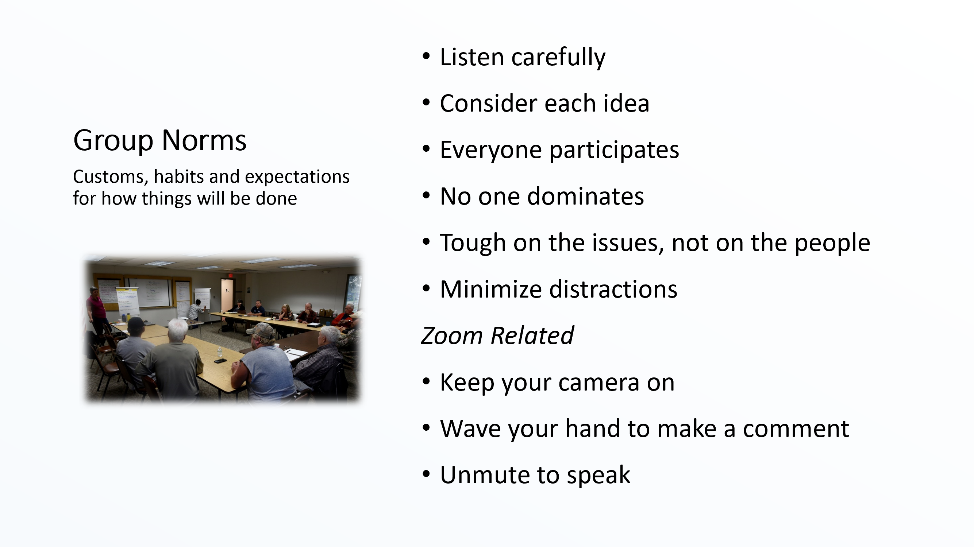 Group Norms
Customs, habits and expectations
for how things will be done
• Listen carefully
• Consider each idea
• Everyone participates
• No one dominates
• Tough on the issues, not on the people
• Minimize distractions
Zoom Related
• Keep your camera on
• Wave your hand to make a comment
• Unmute to speak